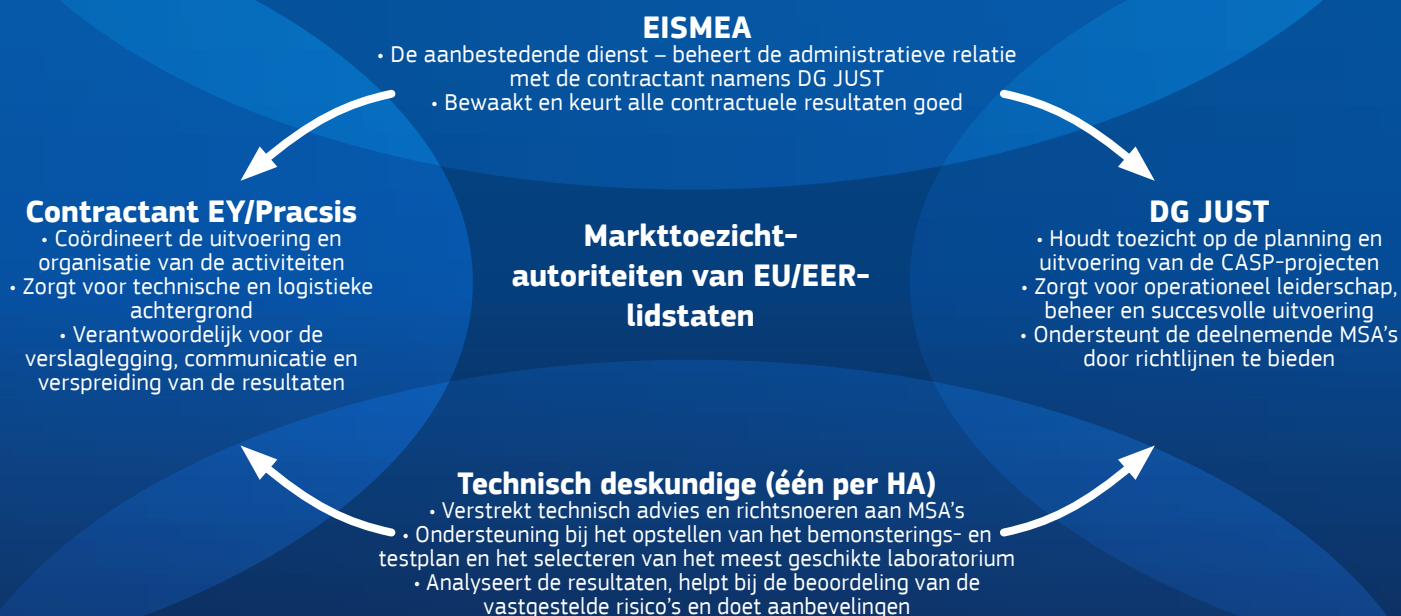 EISMEA
• De aanbestedende dienst – beheert de administratieve relatie
met de contractant namens DG JUST
• Bewaakt en keurt alle contractuele resultaten goed
Contractant EY/Pracsis
• Coördineert de uitvoering en
organisatie van de activiteiten
• Zorgt voor technische en logistieke
achtergrond
• Verantwoordelijk voor de
verslaglegging, communicatie en
verspreiding van de resultaten
Markttoezicht-
autoriteiten van EU/EER-
lidstaten
DG JUST
• Houdt toezicht op de planning en
uitvoering van de CASP-projecten
• Zorgt voor operationeel leiderschap,
beheer en succesvolle uitvoering
• Ondersteunt de deelnemende MSA's
door richtlijnen te bieden
Technisch deskundige (één per HA)
• Verstrekt technisch advies en richtsnoeren aan MSA's
• Ondersteuning bij het opstellen van het bemonsterings- en
testplan en het selecteren van het meest geschikte laboratorium
• Analyseert de resultaten, helpt bij de beoordeling van de
vastgestelde risico's en doet aanbevelingen